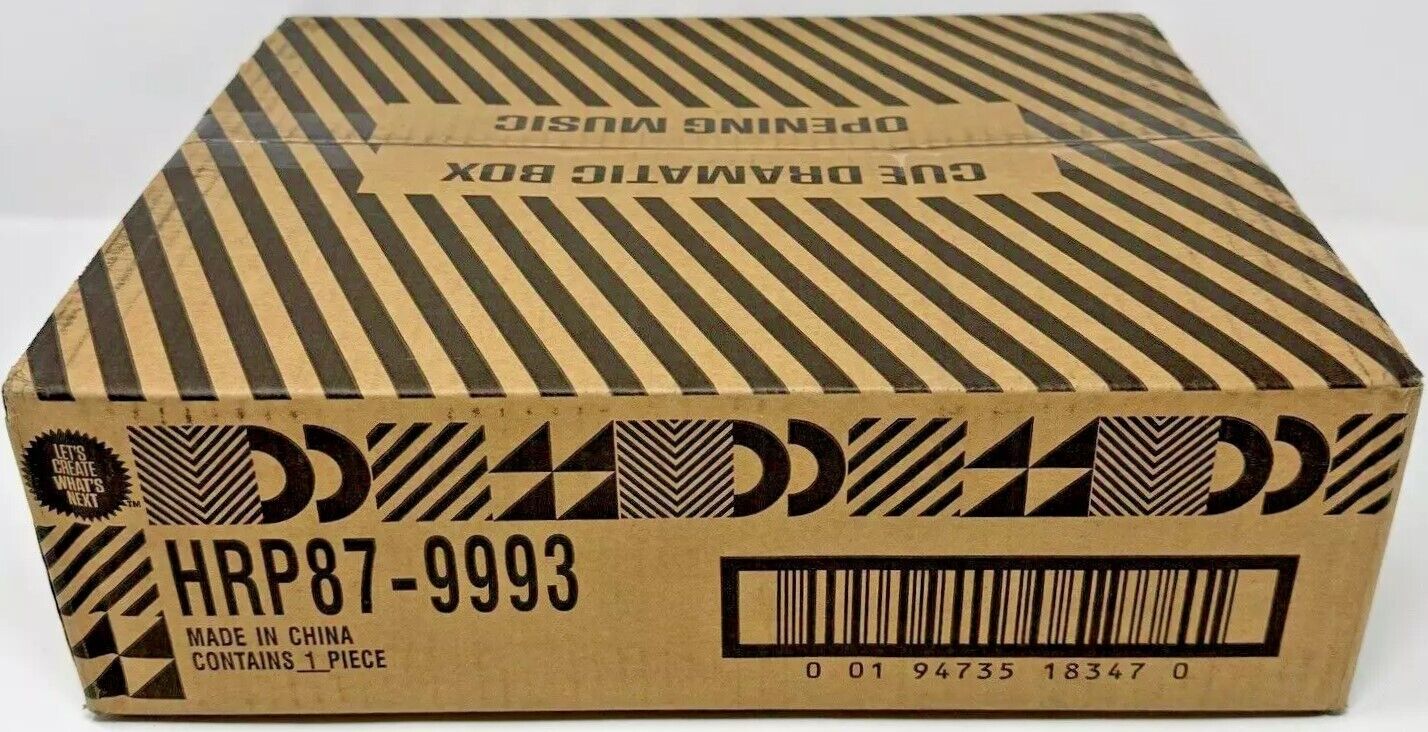 CUE DRAMATIC BOX
OPENING MUSIC
LET'S
CREATE
WHAT'S
NEXT
TM
HRP87-9993
MADE IN CHINA
CONTAINS 1 PIECE
0 01 94735 18347 0